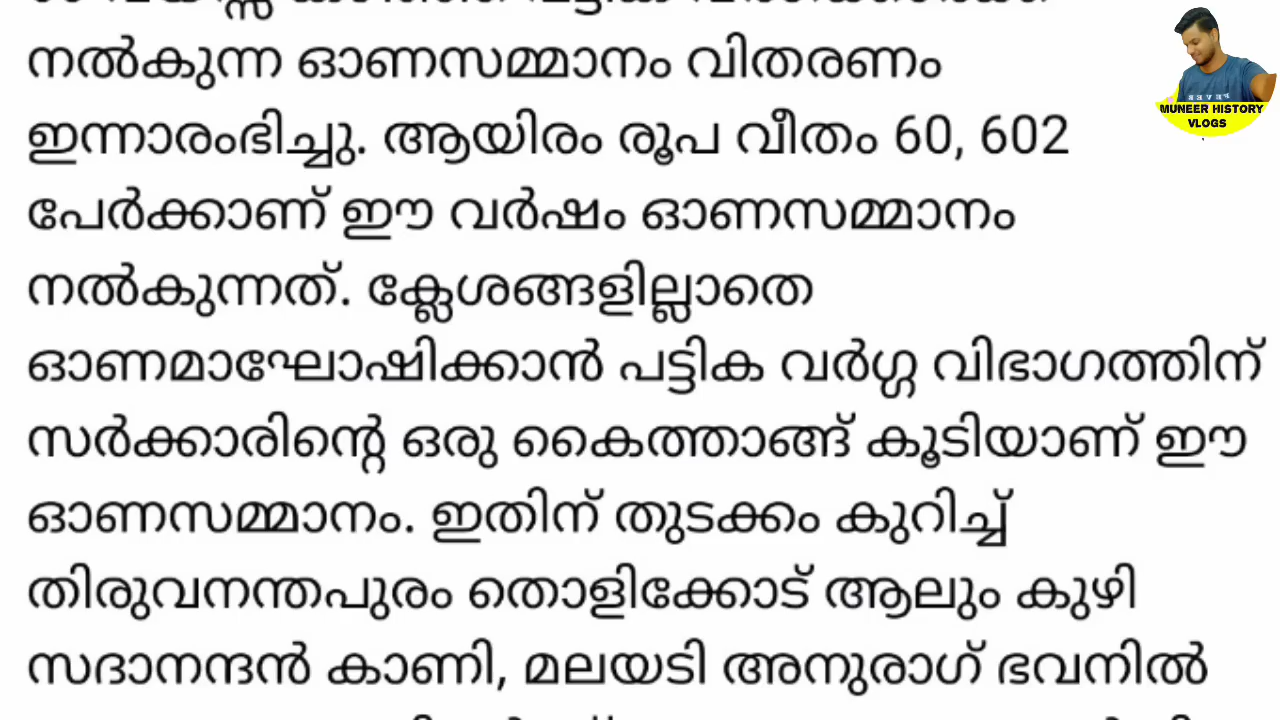 നൽകുന്ന ഓണസമ്മാനം വിതരണം
ഇന്നാരംഭിച്ചു. ആയിരം രൂപ വീതം 60, 602
പേർക്കാണ് ഈ വർഷം ഓണസമ്മാനം
നൽകുന്നത്. ക്ലേശങ്ങളില്ലാതെ
ഓണമാഘോഷിക്കാൻ പട്ടിക വർഗ്ഗ വിഭാഗത്തിന്
സർക്കാരിന്റെ ഒരു കൈത്താങ്ങ് കൂടിയാണ് ഈ
ഓണസമ്മാനം. ഇതിന് തുടക്കം കുറിച്ച്
തിരുവനന്തപുരം തൊളിക്കോട് ആലും കുഴി
സദാനന്ദൻ കാണി, മലയടി അനുരാഗ് ഭവനിൽ
MUNEER HISTORY
VLOGS